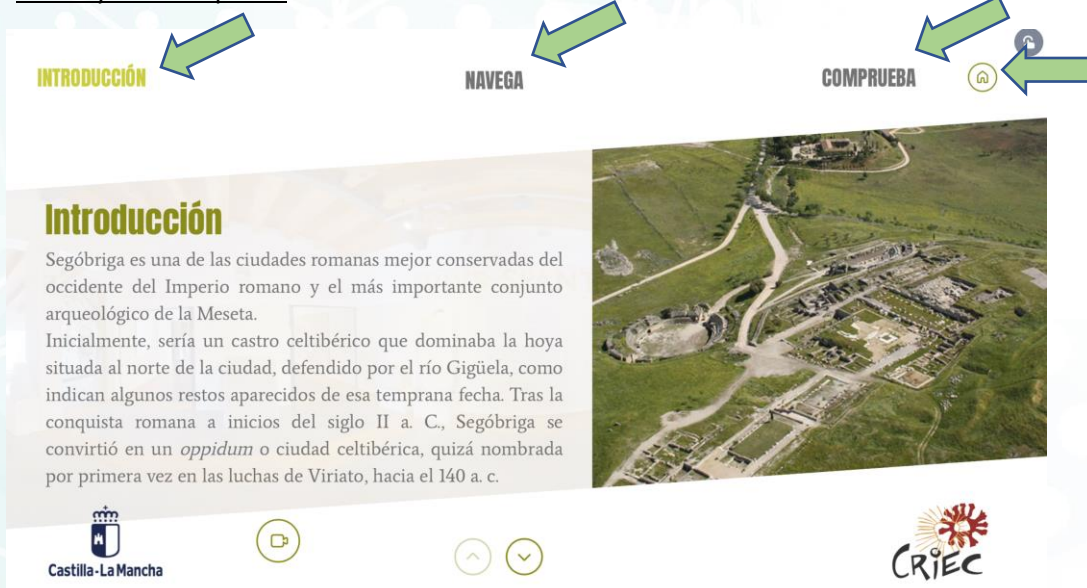 INTRODUCCIÓN
NAVEGA
COMPRUEBA
Introducción
Segóbriga es una de las ciudades romanas mejor conservadas del
occidente del Imperio romano y el más importante conjunto
arqueológico de la Meseta.
Inicialmente, sería un castro celtibérico que dominaba la hoya
situada al norte de la ciudad, defendido por el río Gigüela, como
indican algunos restos aparecidos de esa temprana fecha. Tras la
conquista romana a inicios del siglo II a. C., Segóbriga se
convirtió en un oppidum o ciudad celtibérica, quizá nombrada
por primera vez en las luchas de Viriato, hacia el 140 a. c.
Castilla-La Mancha
CRiEC